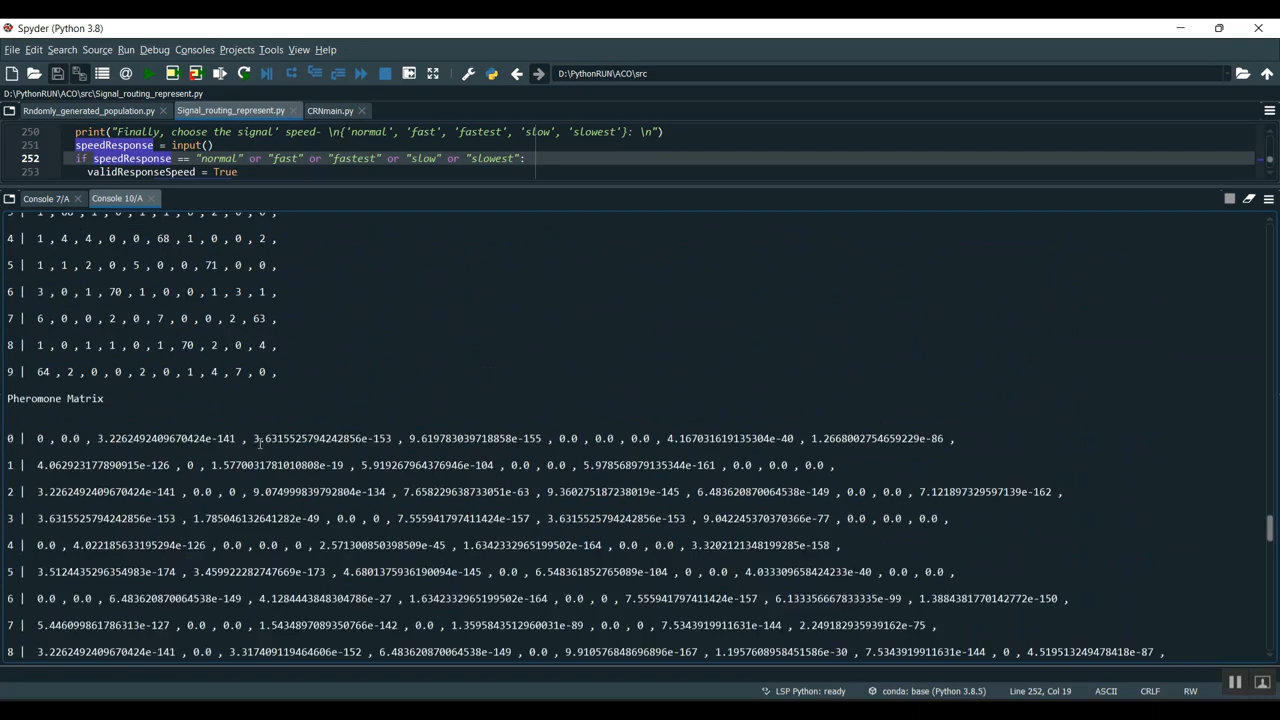 Spyder (Python 3.8)
File Edit Search Source Run Debug Consoles Projects Tools View Help
D:\PythonRUN\ACO\src
D:\PythonRUN\ACO\src\Signal_routing_represent.py
Rndomly_generated_population.py Signal_routing_represent.py CRNmain.py
250 print("Finally, choose the signal' speed- \n{'normal', 'fast', 'fastest', 'slow', 'slowest'}: \n")
251 speedResponse = input()
252 if speedResponse == "normal" or "fast" or "fastest" or "slow" or "slowest":
253 validResponseSpeed = True
Console 7/A Console 10/A
3 | 1 , 68 , 1 , 0 , 1 , 1 , 0 , 2 , 0 , 0 ,
4 | 1 , 4 , 4 , 0 , 0 , 68 , 1 , 0 , 0 , 2 ,
5 | 1 , 1 , 2 , 0 , 5 , 0 , 0 , 71 , 0 , 0 ,
6 | 3 , 0 , 1 , 70 , 1 , 0 , 0 , 1 , 3 , 1 ,
7 | 6 , 0 , 0 , 2 , 0 , 7 , 0 , 0 , 2 , 63 ,
8 | 1 , 0 , 1 , 1 , 0 , 1 , 70 , 2 , 0 , 4 ,
9 | 64 , 2 , 0 , 0 , 2 , 0 , 1 , 4 , 7 , 0 ,
Pheromone Matrix
0 | 0 , 0.0 , 3.2262492409670424e-141 , 3.6315525794242856e-153 , 9.619783039718858e-155 , 0.0 , 0.0 , 0.0 , 4.167031619135304e-40 , 1.2668002754659229e-86 ,
1 | 4.062923177890915e-126 , 0 , 1.5770031781010808e-19 , 5.919267964376946e-104 , 0.0 , 0.0 , 5.978568979135344e-161 , 0.0 , 0.0 , 0.0 ,
2 | 3.2262492409670424e-141 , 0.0 , 0 , 9.074999839792804e-134 , 7.658229638733051e-63 , 9.360275187238019e-145 , 6.483620870064538e-149 , 0.0 , 0.0 , 7.121897329597139e-162 ,
3 | 3.6315525794242856e-153 , 1.785046132641282e-49 , 0.0 , 0 , 7.555941797411424e-157 , 3.6315525794242856e-153 , 9.042245370370366e-77 , 0.0 , 0.0 , 0.0 ,
4 | 0.0 , 4.022185633195294e-126 , 0.0 , 0.0 , 0 , 2.571300850398509e-45 , 1.6342332965199502e-164 , 0.0 , 0.0 , 3.3202121348199285e-158 ,
5 | 3.5124435296354983e-174 , 3.459922282747669e-173 , 4.6801375936190094e-145 , 0.0 , 6.548361852765089e-104 , 0 , 0.0 , 4.033309658424233e-40 , 0.0 , 0.0 ,
6 | 0.0 , 0.0 , 6.483620870064538e-149 , 4.1284443848304786e-27 , 1.6342332965199502e-164 , 0.0 , 0 , 7.555941797411424e-157 , 6.133356667833335e-99 , 1.3884381770142772e-150 ,
7 | 5.446099861786313e-127 , 0.0 , 0.0 , 1.5434897089350766e-142 , 0.0 , 1.3595843512960031e-89 , 0.0 , 0 , 7.5343919911631e-144 , 2.249182935939162e-75 ,
8 | 3.2262492409670424e-141 , 0.0 , 3.317409119464606e-152 , 6.483620870064538e-149 , 0.0 , 9.910576848696896e-167 , 1.1957608958451586e-30 , 7.5343919911631e-144 , 0 , 4.519513249478418e-87 ,
LSP Python: ready conda: base (Python 3.8.5) Line 252, Col 19 ASCII CRLF RW